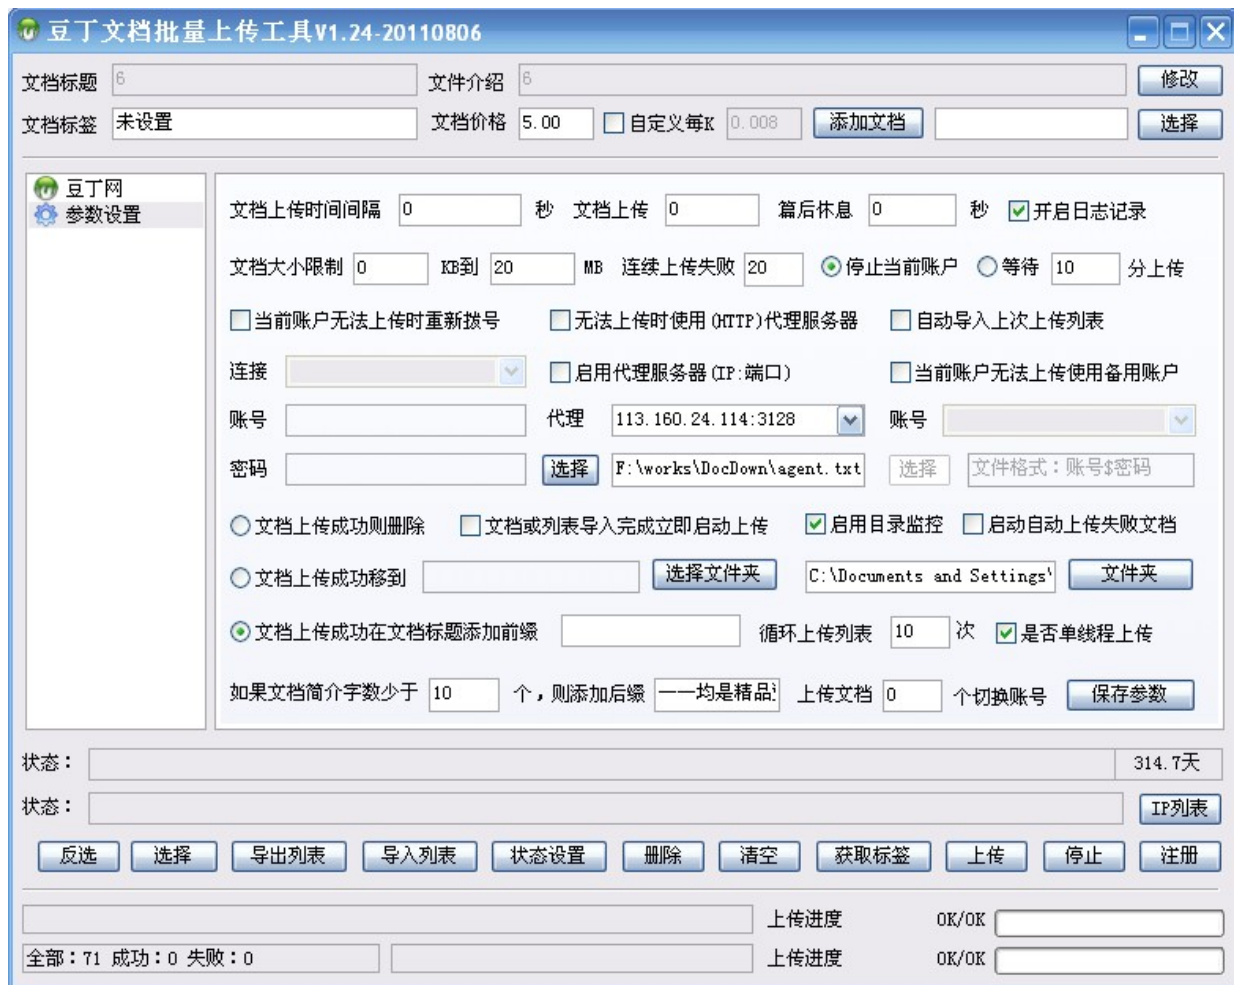 豆丁文档批量上传工具V1.24-20110806
文档标题 6 文件介绍 6 修改
文档标签 未设置 文档价格 5.00 自定义每K 0.008 添加文档 选择
豆丁网
参数设置
文档上传时间间隔 0 秒 文档上传 0 篇后休息 0 秒 开启日志记录
文档大小限制 0 KB到 20 MB 连续上传失败 20 停止当前账户 等待 10 分上传
当前账户无法上传时重新拨号 无法上传时使用(HTTP)代理服务器 自动导入上次上传列表
连接 启用代理服务器(IP:端口) 当前账户无法上传使用备用账户
账号 代理 113.160.24.114:3128 账号
密码 选择 F:\works\DocDown\agent.txt 选择 文件格式：账号$密码
文档上传成功则删除 文档或列表导入完成立即启动上传 启用目录监控 启动自动上传失败文档
文档上传成功移到 选择文件夹 C:\Documents and Settings\ 文件夹
文档上传成功在文档标题添加前缀 循环上传列表 10 次 是否单线程上传
如果文档简介字数少于 10 个，则添加后缀 ——均是精品 上传文档 0 个切换账号 保存参数
状态： 314.7天
状态： IP列表
反选 选择 导出列表 导入列表 状态设置 删除 清空 获取标签 上传 停止 注册
上传进度 OK/OK
全部：71 成功：0 失败：0 上传进度 OK/OK